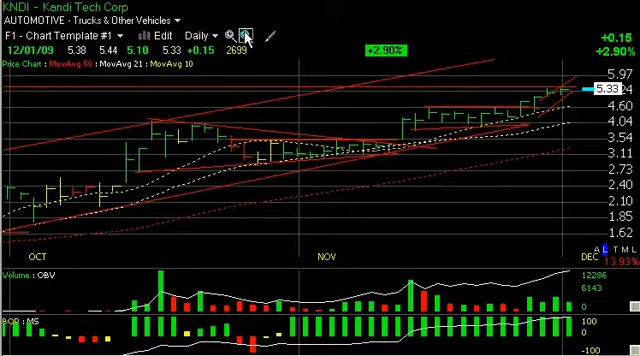 KNDI - Kandi Tech Corp
AUTOMOTIVE - Trucks & Other Vehicles
F1 - Chart Template #1 Edit Daily
12/01/09 5.38 5.44 5.10 5.33 +0.15 2699
+0.15
+2.90%
+2.90%
Price Chart : MovAvg 50 : MovAvg 21 : MovAvg 10
5.97
5.33 24
4.60
4.04
3.54
3.11
2.73
2.39
2.10
1.85
1.62
OCT NOV DEC
A L T M L
13.93%
Volume : OBV
12286
6143
0
BOP : MS
100
0
-100